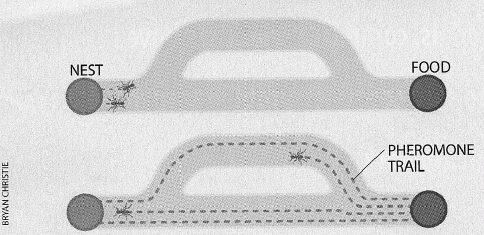 NEST
FOOD
PHEROMONE
TRAIL
BRYAN CHRISTIE